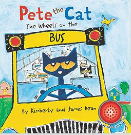 Pete the Cat
The Wheels on the
BUS
By Kimberly and James Dean